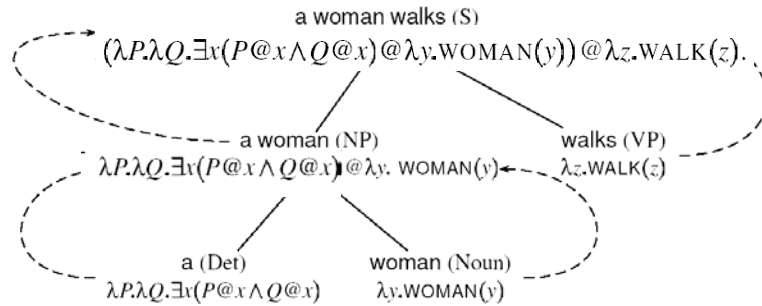 a woman walks (S)
(λP.λQ.∃x(P@x∧Q@x)@λy.WOMAN(y))@λz.WALK(z).
a woman (NP) walks (VP)
λP.λQ.∃x(P@x∧Q@x)@λy. WOMAN(y) λz.WALK(z)
a (Det) woman (Noun)
λP.λQ.∃x(P@x∧Q@x) λy.WOMAN(y)